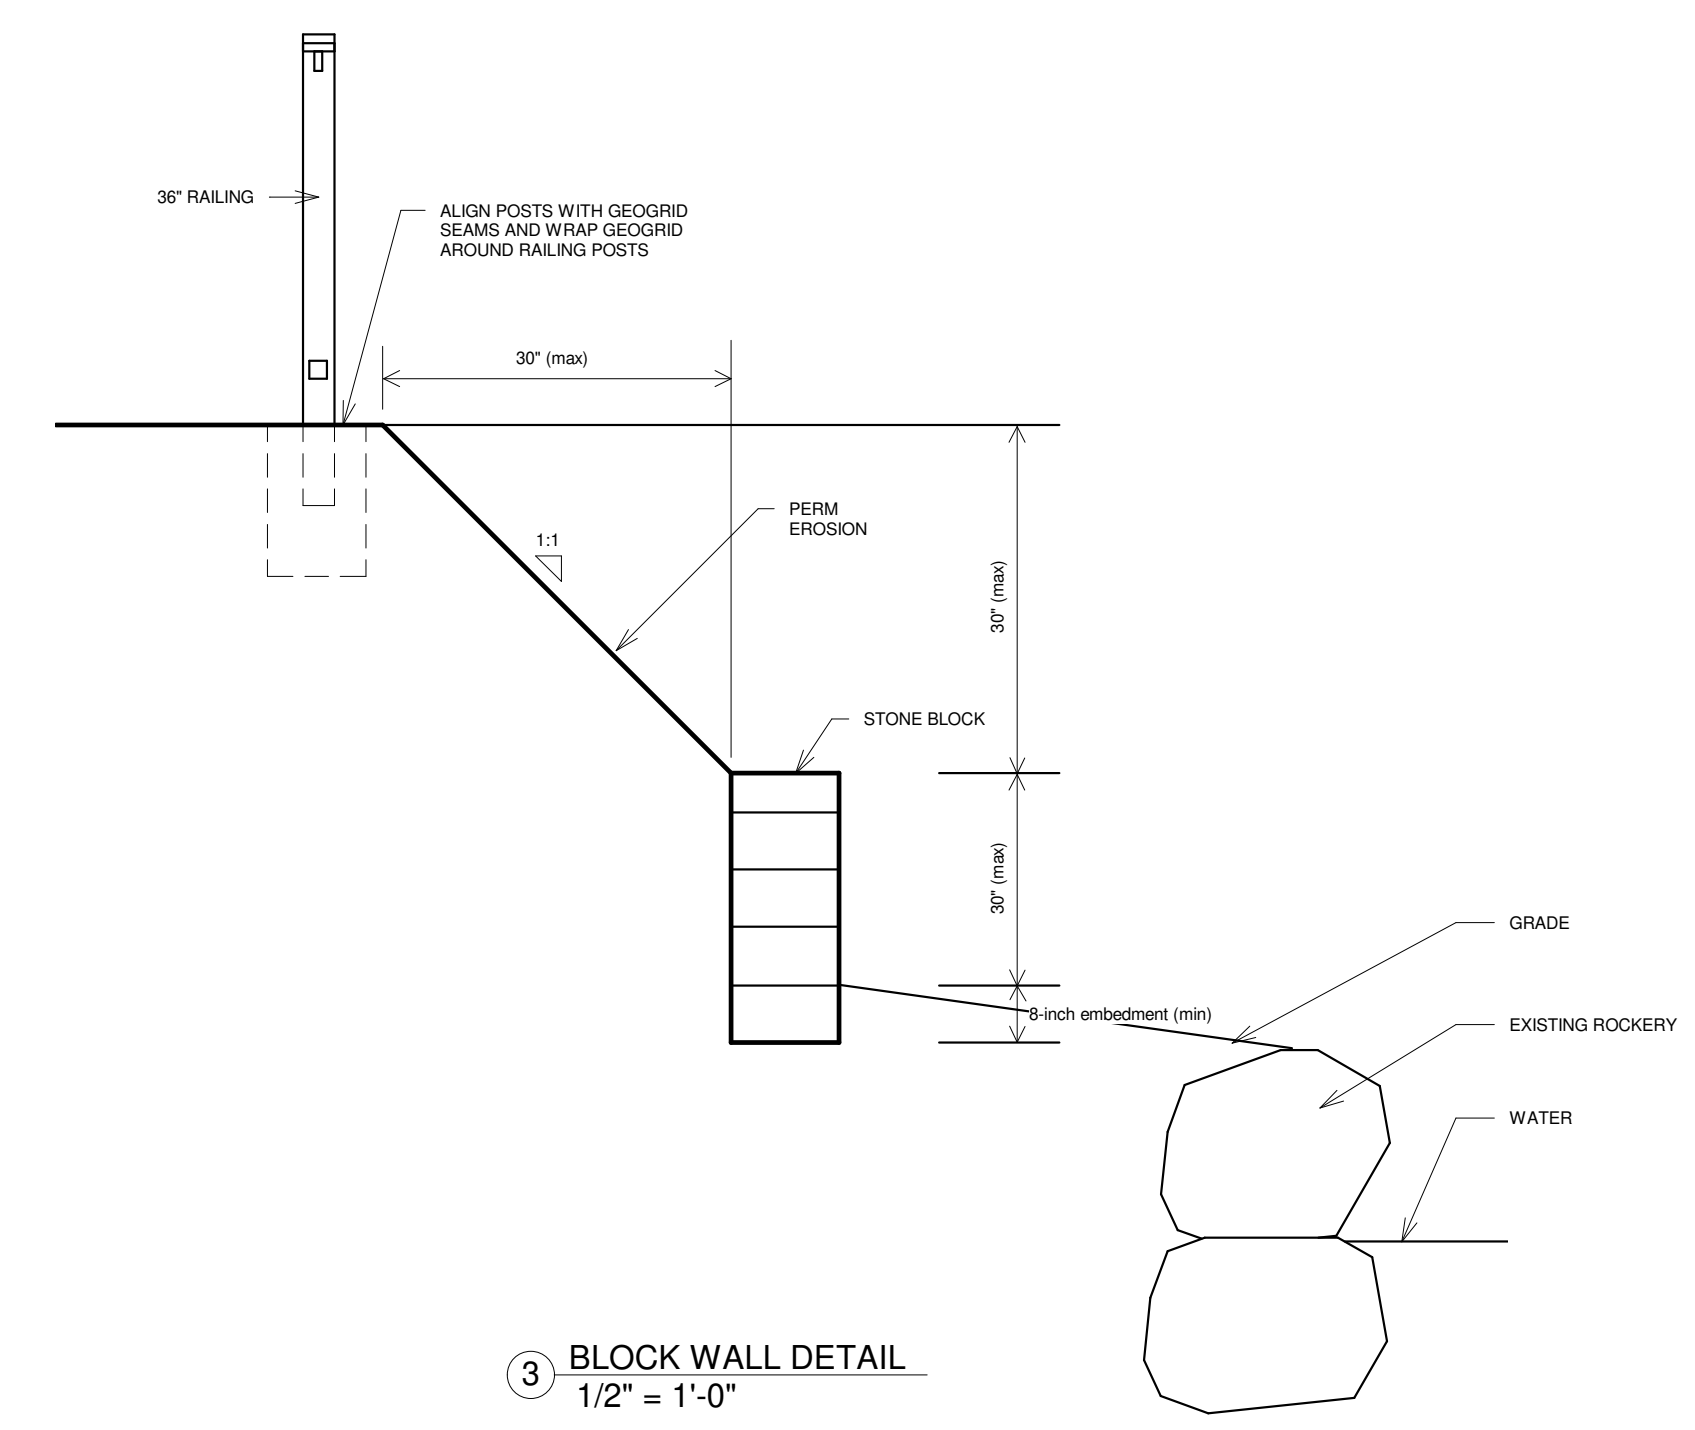 36" RAILING
ALIGN POSTS WITH GEOGRID
SEAMS AND WRAP GEOGRID
AROUND RAILING POSTS
30" (max)
1:1
PERM
EROSION
30" (max)
STONE BLOCK
30" (max)
GRADE
8-inch embedment (min)
EXISTING ROCKERY
WATER
3
BLOCK WALL DETAIL
1/2" = 1'-0"